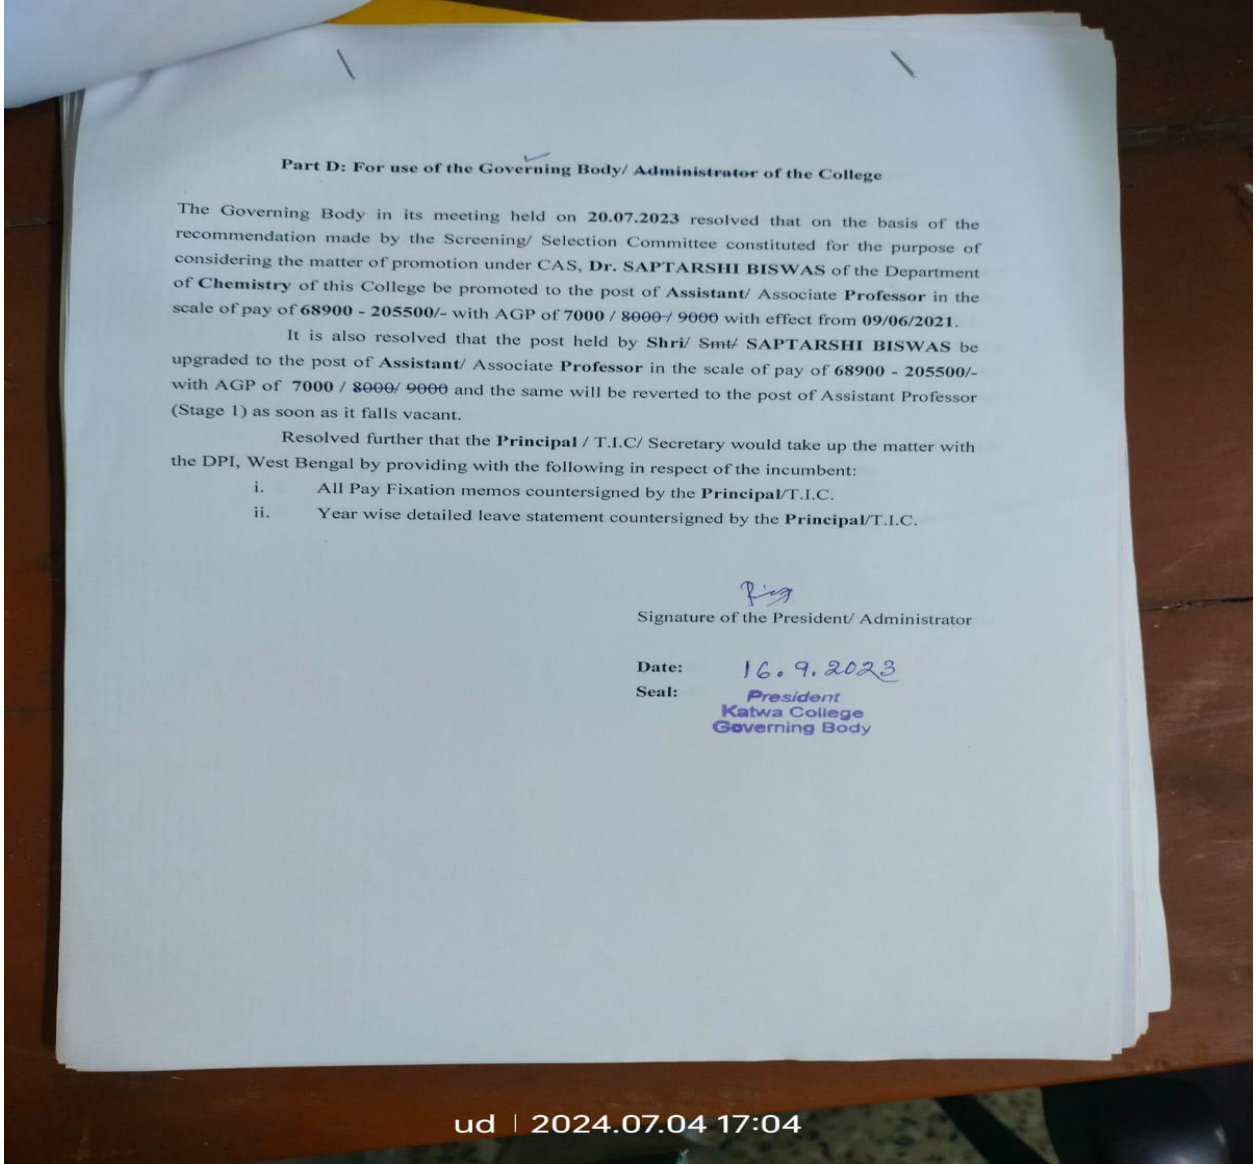 Part D: For use of the Governing Body/ Administrator of the College
The Governing Body in its meeting held on 20.07.2023 resolved that on the basis of the
recommendation made by the Screening/ Selection Committee constituted for the purpose of
considering the matter of promotion under CAS, Dr. SAPTARSHI BISWAS of the Department
of Chemistry of this College be promoted to the post of Assistant/ Associate Professor in the
scale of pay of 68900 - 205500/- with AGP of 7000 / 8000 / 9000 with effect from 09/06/2021.
It is also resolved that the post held by Shri/ Smt/ SAPTARSHI BISWAS be
upgraded to the post of Assistant/ Associate Professor in the scale of pay of 68900 - 205500/-
with AGP of 7000 / 8000/ 9000 and the same will be reverted to the post of Assistant Professor
(Stage 1) as soon as it falls vacant.
Resolved further that the Principal / T.I.C/ Secretary would take up the matter with
the DPI, West Bengal by providing with the following in respect of the incumbent:
i. All Pay Fixation memos countersigned by the Principal/T.I.C.
ii. Year wise detailed leave statement countersigned by the Principal/T.I.C.
Signature of the President/ Administrator
Date: 16.9.2023
Seal: President
Katwa College
Governing Body
ud | 2024.07.04 17:04